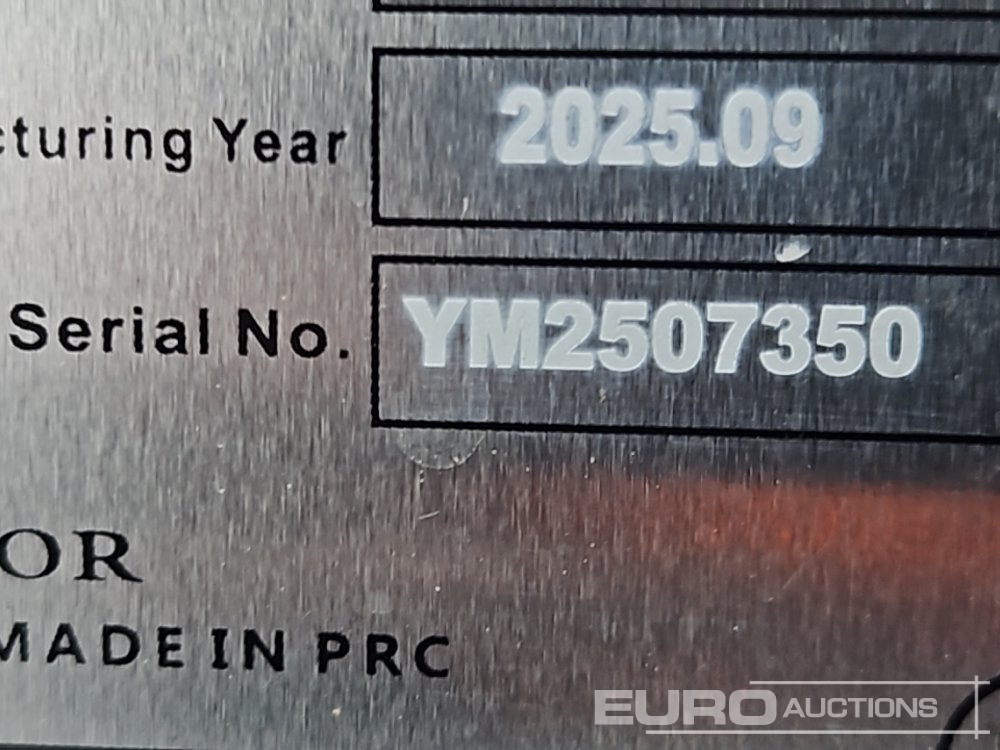 cturing Year 2025.09
Serial No. YM2507350
OR
MADE IN PRC
EURO AUCTIONS